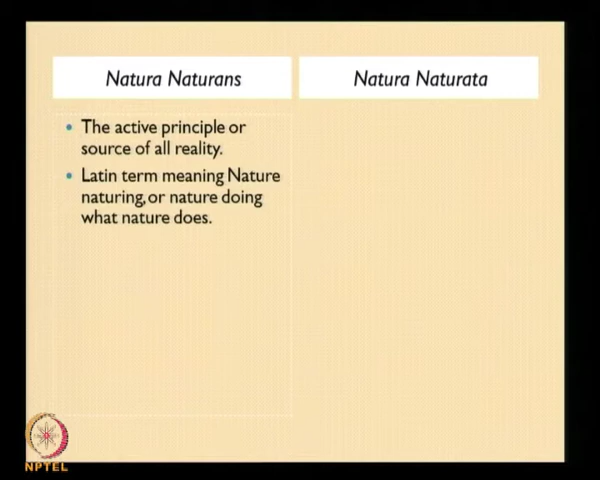 Natura Naturans
Natura Naturata
• The active principle or
source of all reality.
• Latin term meaning Nature
naturing, or nature doing
what nature does.
NPTEL